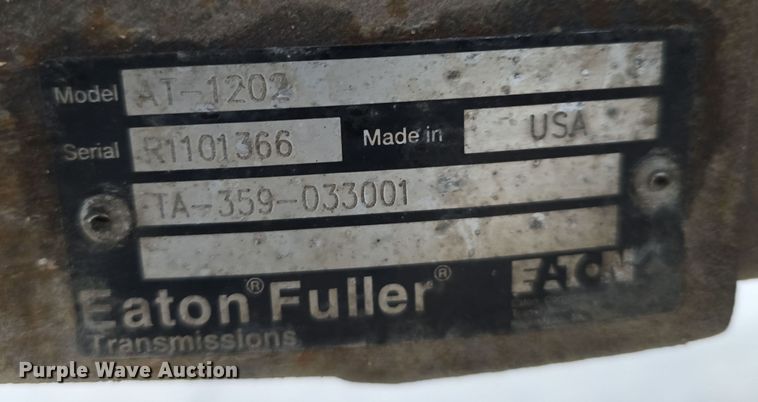 Model AT-1202
Serial R1101366 Made in USA
TA-359-033001
Eaton® Fuller® EATON
Transmissions
Purple Wave Auction